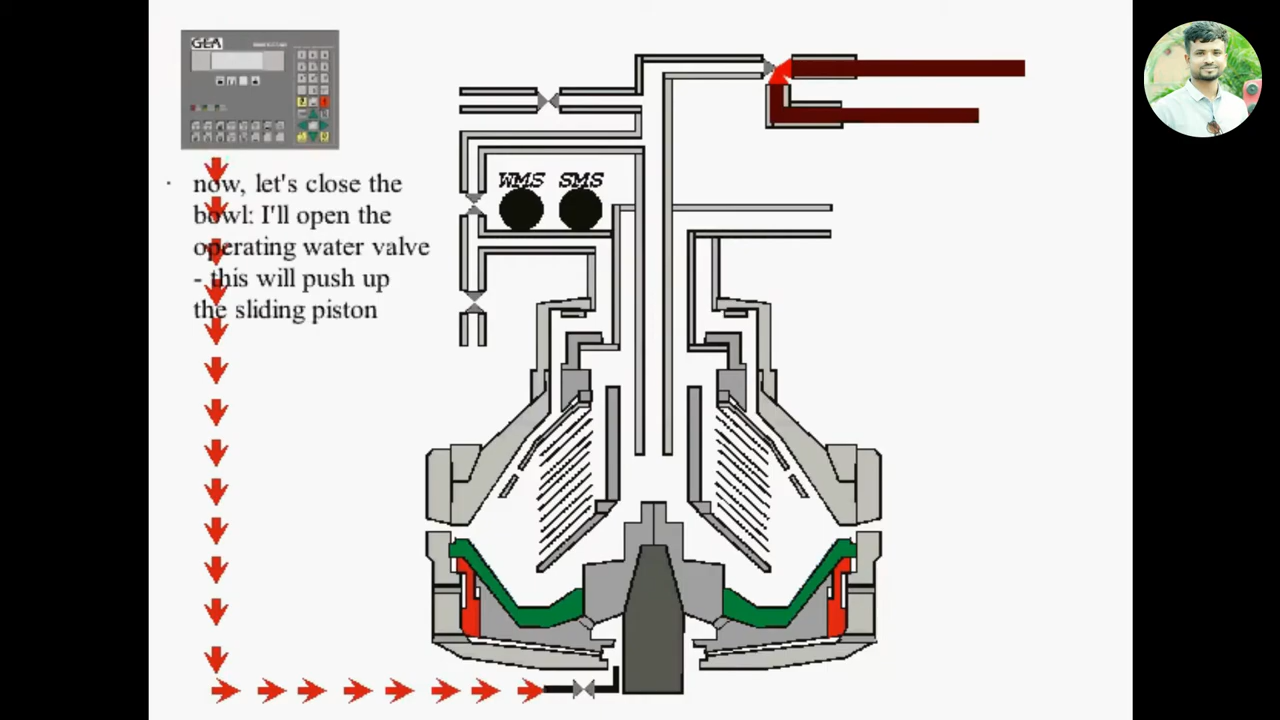 GEA
now, let's close the
bowl: I'll open the
operating water valve
- this will push up
the sliding piston
WMS SMS